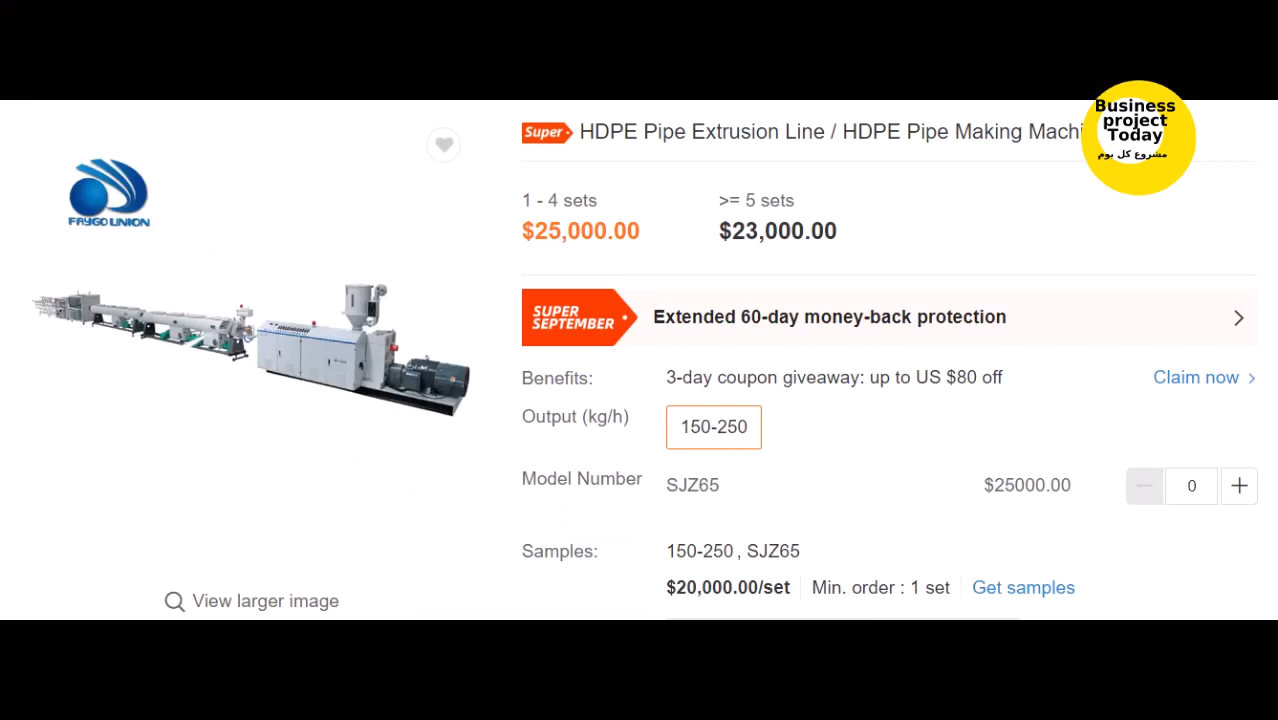 Business
project
Today
مشروع كل يوم
Super
HDPE Pipe Extrusion Line / HDPE Pipe Making Machi
FAYGO UNION
1 - 4 sets
>= 5 sets
$25,000.00
$23,000.00
SUPER
SEPTEMBER
Extended 60-day money-back protection
Benefits:
3-day coupon giveaway: up to US $80 off
Claim now
Output (kg/h)
150-250
Model Number
SJZ65
$25000.00
0
Samples:
150-250 , SJZ65
$20,000.00/set
Min. order : 1 set
Get samples
View larger image